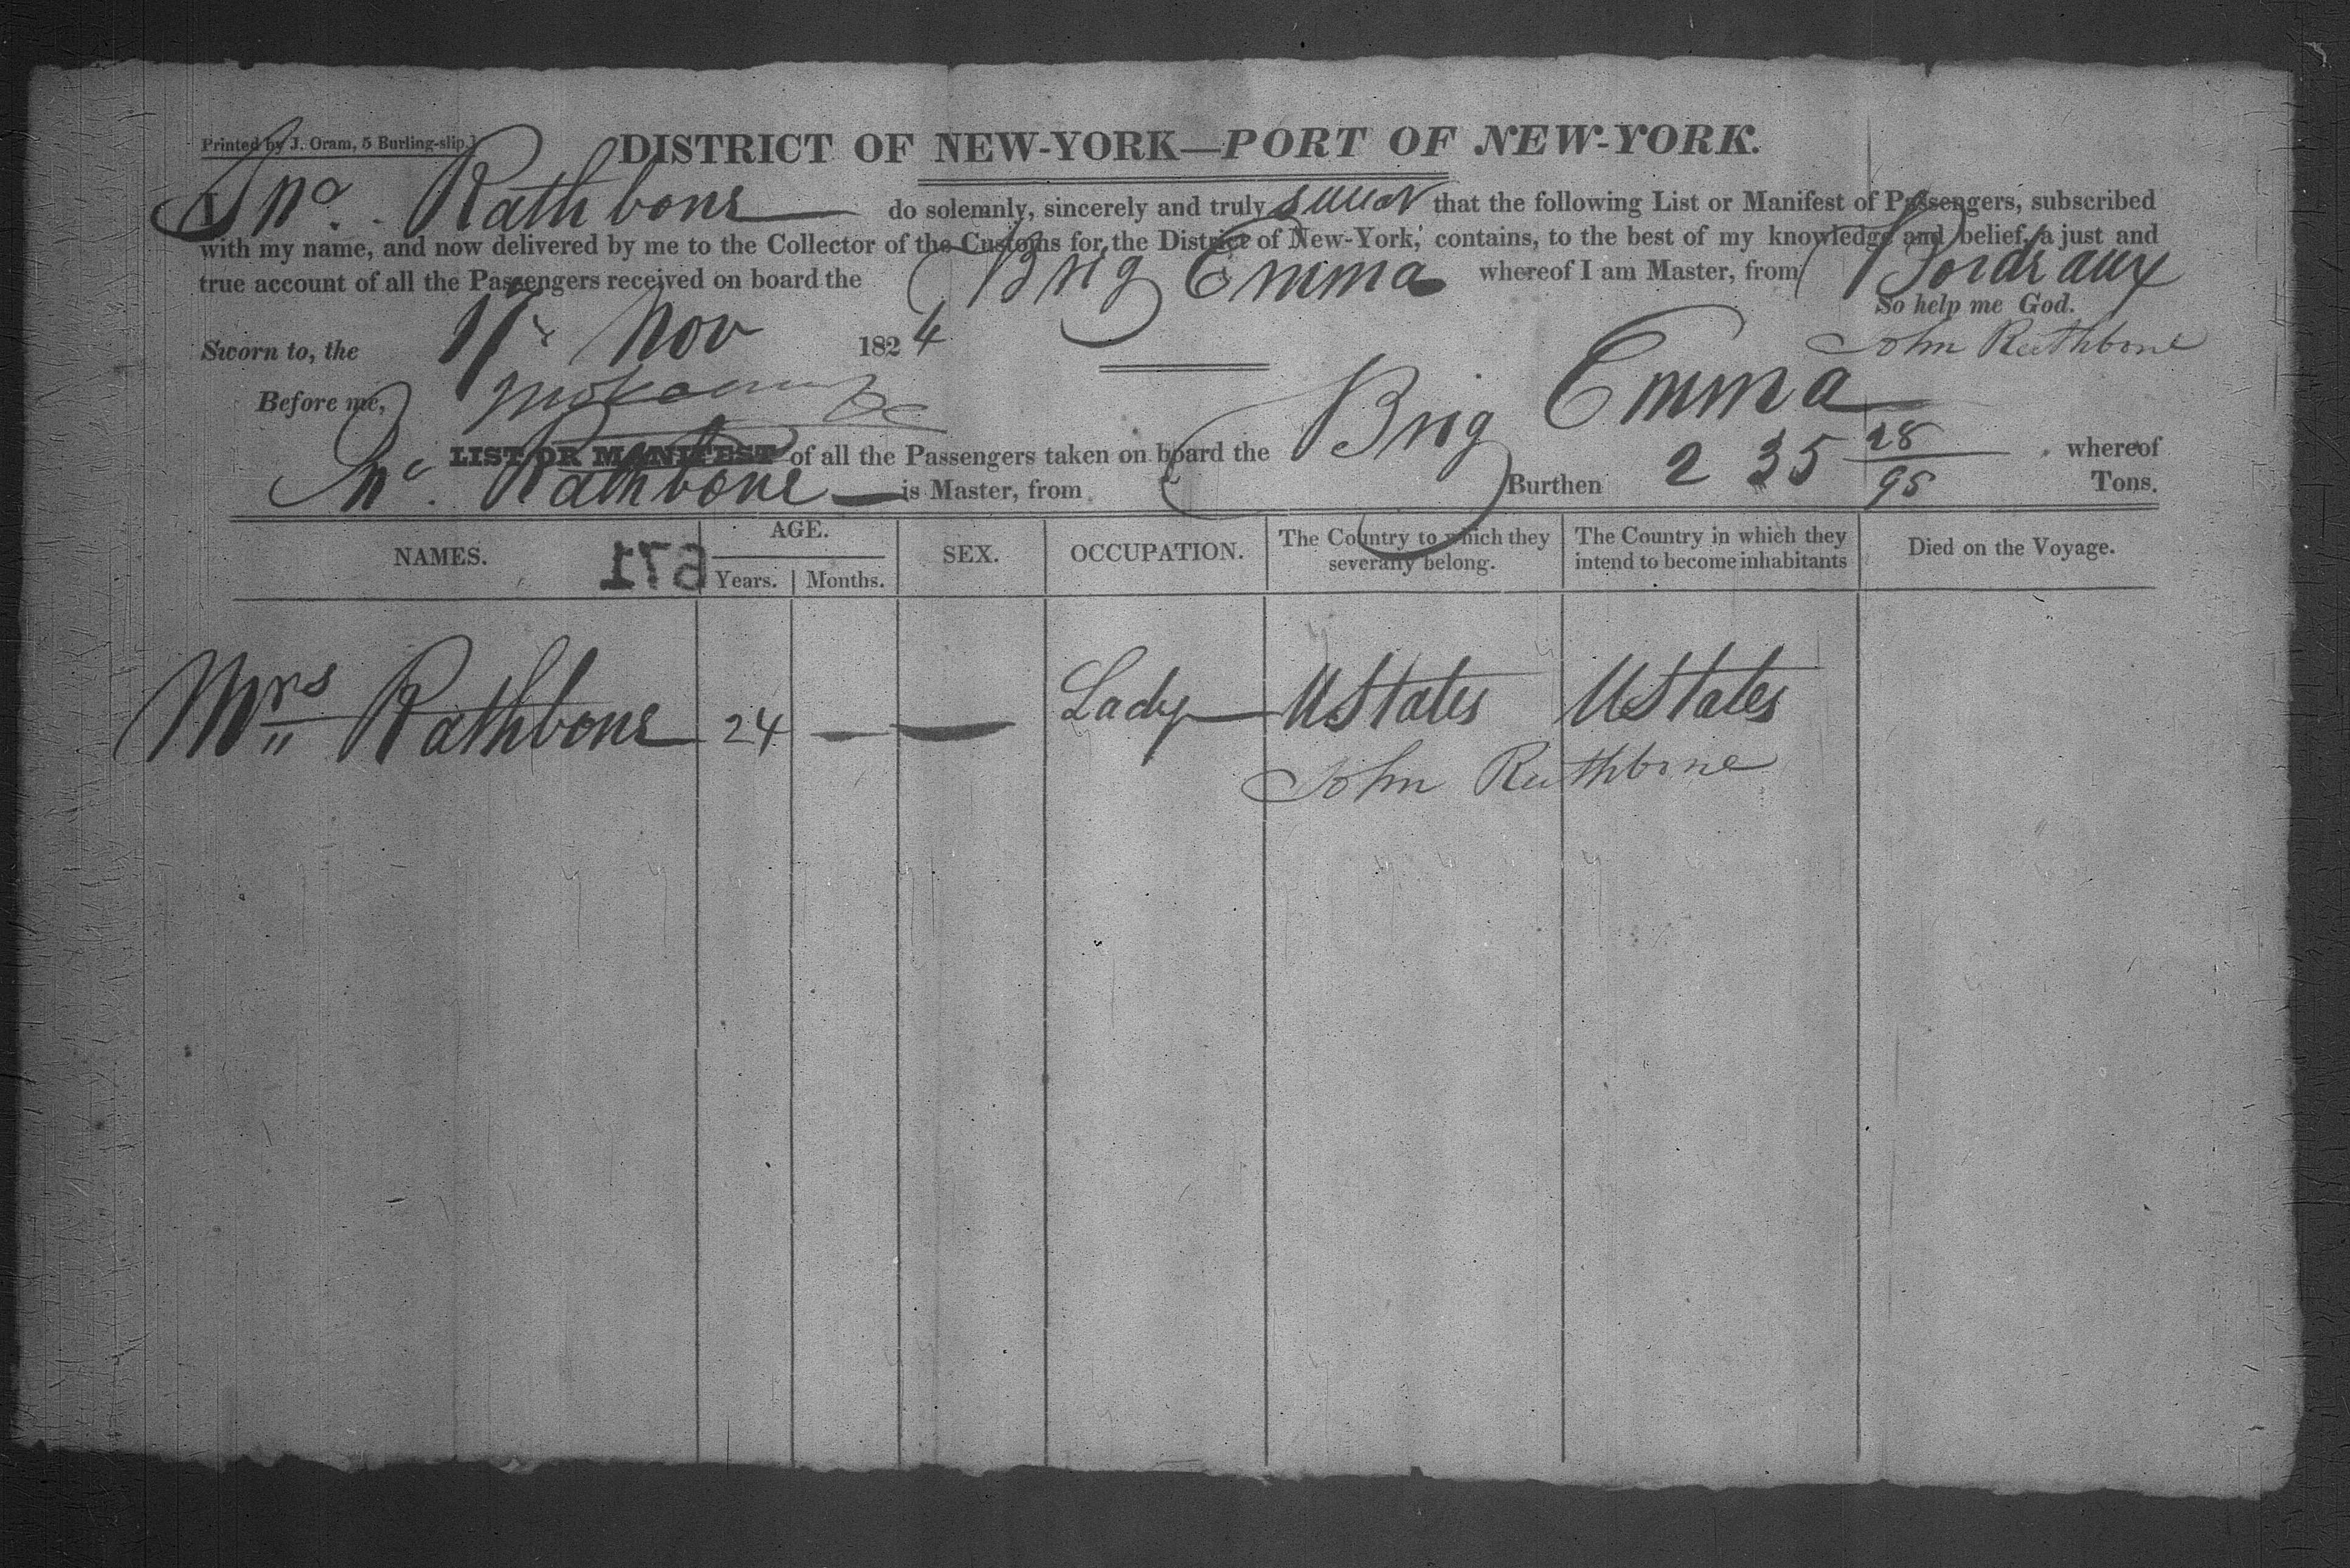 Printed by J. Oram, 5 Burling-slip.]
DISTRICT OF NEW-YORK—PORT OF NEW-YORK.
I Jno. Rathbone do solemnly, sincerely and truly swear that the following List or Manifest of Passengers, subscribed
with my name, and now delivered by me to the Collector of the Customs for the District of New-York, contains, to the best of my knowledge and belief, a just and
true account of all the Passengers received on board the Brig Emma whereof I am Master, from Bordeaux
So help me God.
Sworn to, the 17 Nov 1824
John Rathbone
Before me,
LIST OR MANIFEST of all the Passengers taken on board the Brig Emma whereof
Jno. Rathbone is Master, from Burthen 235 28/95 Tons.
NAMES. AGE. SEX. OCCUPATION. The Country to which they severally belong. The Country in which they intend to become inhabitants Died on the Voyage.
Years. Months.
179
Mrs Rathbone 24 — — Lady UStates UStates
John Rathbone